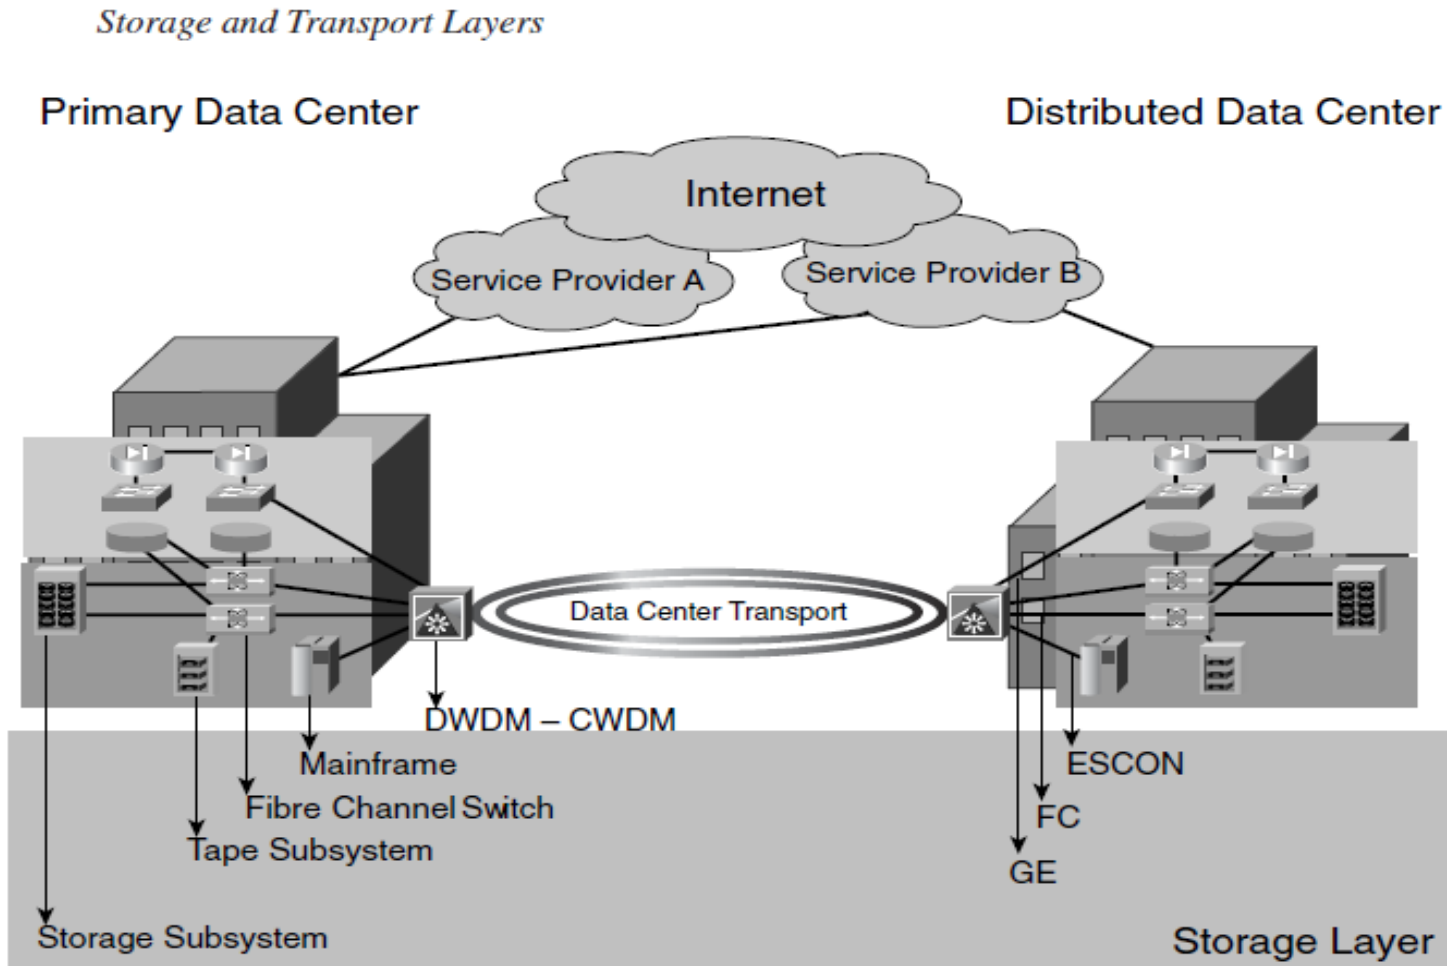 Storage and Transport Layers
Primary Data Center
Distributed Data Center
Internet
Service Provider A
Service Provider B
Data Center Transport
DWDM – CWDM
Mainframe
ESCON
Fibre Channel Switch
FC
Tape Subsystem
GE
Storage Subsystem
Storage Layer